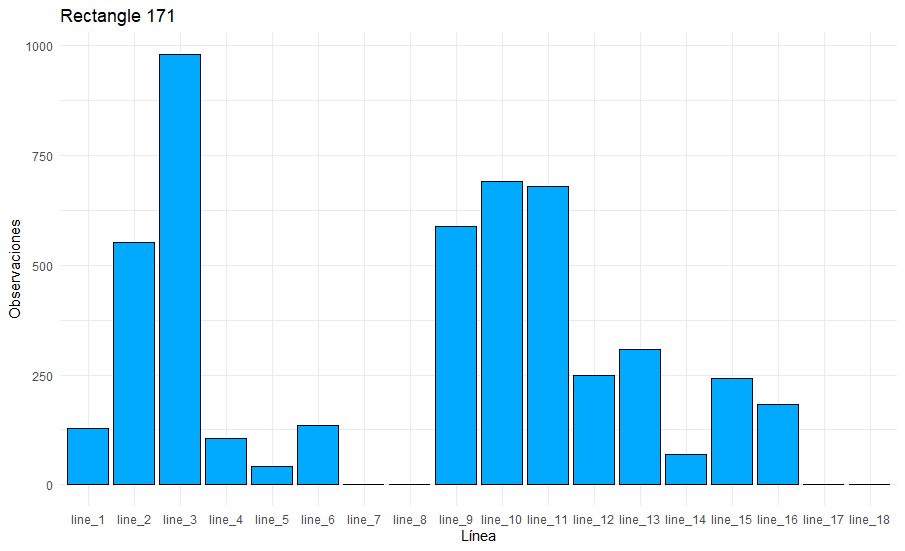 Rectangle 171
1000
750
500
250
0
Observaciones
line_1 line_2 line_3 line_4 line_5 line_6 line_7 line_8 line_9 line_10 line_11 line_12 line_13 line_14 line_15 line_16 line_17 line_18
Línea